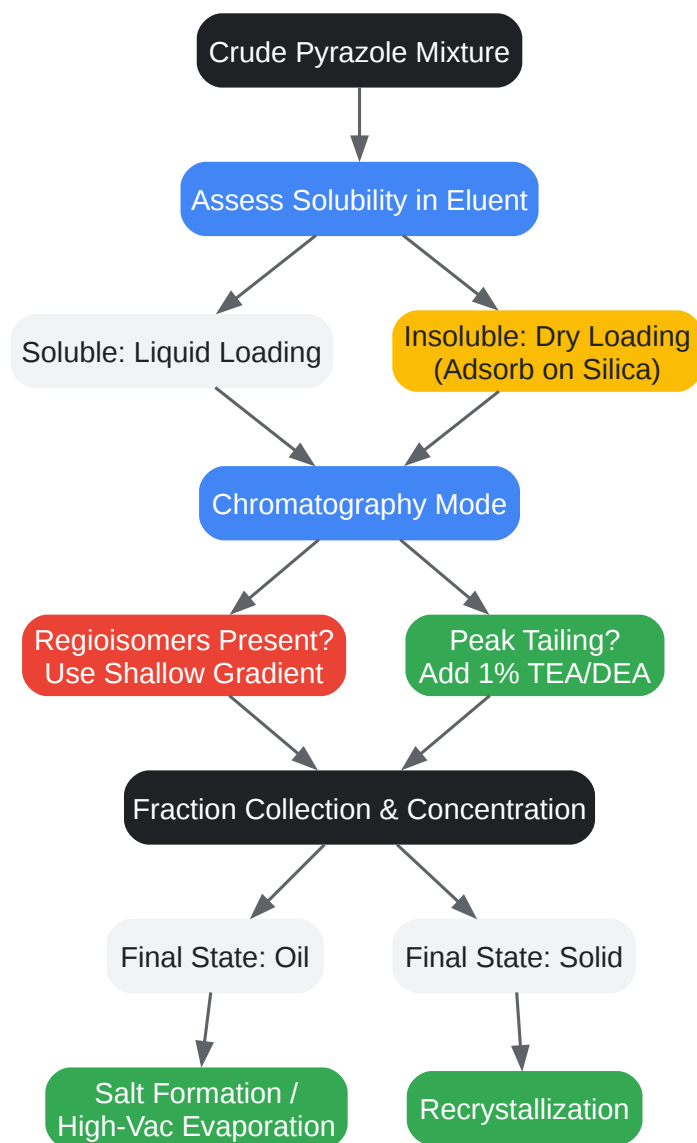 Crude Pyrazole Mixture
Assess Solubility in Eluent
Soluble: Liquid Loading
Insoluble: Dry Loading
(Adsorb on Silica)
Chromatography Mode
Regioisomers Present?
Use Shallow Gradient
Peak Tailing?
Add 1% TEA/DEA
Fraction Collection & Concentration
Final State: Oil
Final State: Solid
Salt Formation /
High-Vac Evaporation
Recrystallization